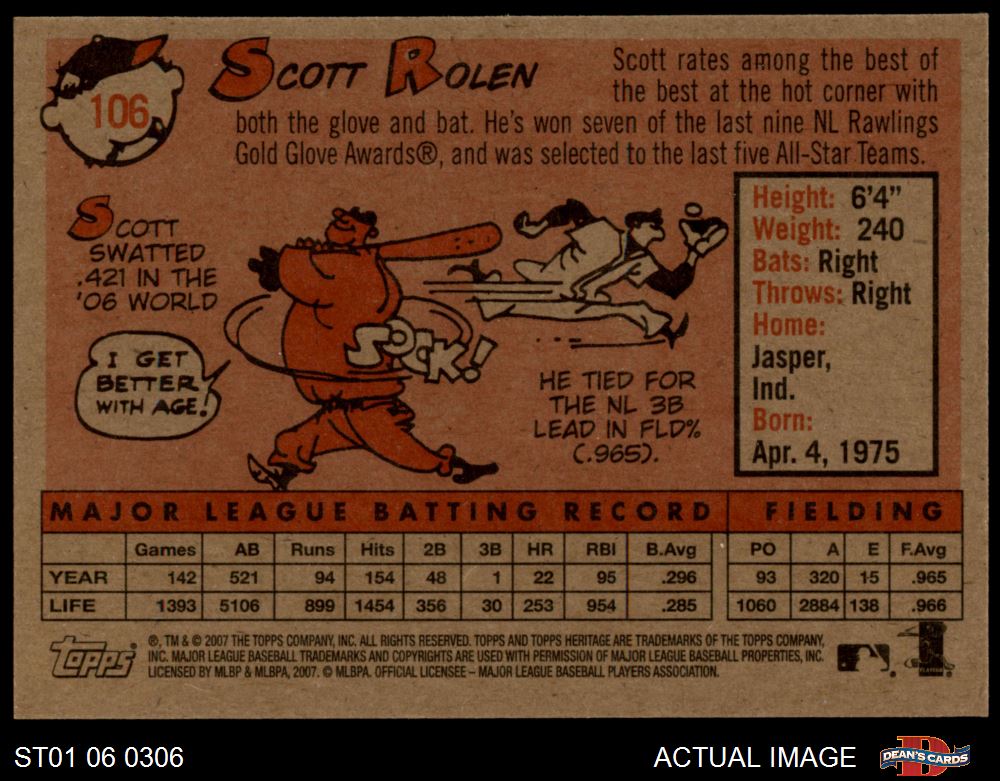 106
SCOTT ROLEN
Scott rates among the best of
the best at the hot corner with
both the glove and bat. He's won seven of the last nine NL Rawlings
Gold Glove Awards®, and was selected to the last five All-Star Teams.
SCOTT
SWATTED
.421 IN THE
'06 WORLD
I GET
BETTER
WITH AGE!
SOCK!
HE TIED FOR
THE NL 3B
LEAD IN FLD%
(.965).
Height: 6'4"
Weight: 240
Bats: Right
Throws: Right
Home:
Jasper,
Ind.
Born:
Apr. 4, 1975
MAJOR LEAGUE BATTING RECORD FIELDING
Games AB Runs Hits 2B 3B HR RBI B.Avg PO A E F.Avg
YEAR 142 521 94 154 48 1 22 95 .296 93 320 15 .965
LIFE 1393 5106 899 1454 356 30 253 954 .285 1060 2884 138 .966
Topps
®, TM & © 2007 THE TOPPS COMPANY, INC. ALL RIGHTS RESERVED. TOPPS AND TOPPS HERITAGE ARE TRADEMARKS OF THE TOPPS COMPANY,
INC. MAJOR LEAGUE BASEBALL TRADEMARKS AND COPYRIGHTS ARE USED WITH PERMISSION OF MAJOR LEAGUE BASEBALL PROPERTIES, INC.
LICENSED BY MLBP & MLBPA, 2007. © MLBPA. OFFICIAL LICENSEE – MAJOR LEAGUE BASEBALL PLAYERS ASSOCIATION.
ST01 06 0306
ACTUAL IMAGE
DEAN'S CARDS